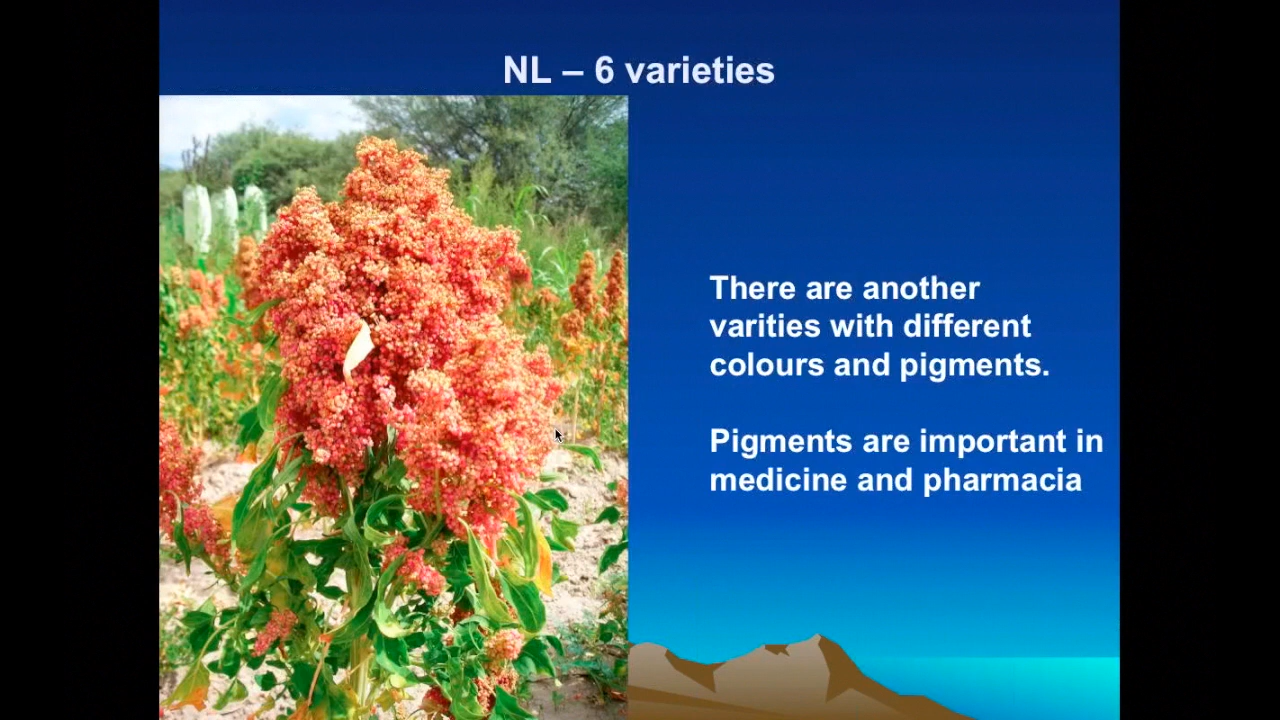 NL – 6 varieties
There are another
varities with different
colours and pigments.
Pigments are important in
medicine and pharmacia